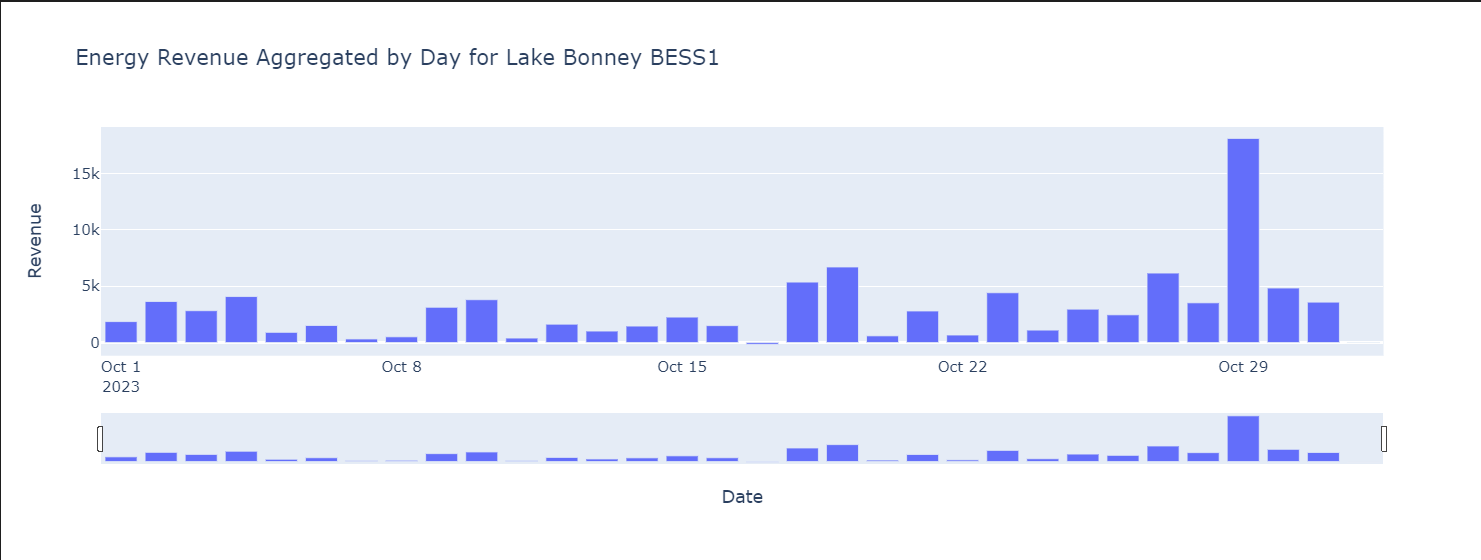 Energy Revenue Aggregated by Day for Lake Bonney BESS1
Revenue
15k
10k
5k
0
Oct 1 Oct 8 Oct 15 Oct 22 Oct 29
2023
Date